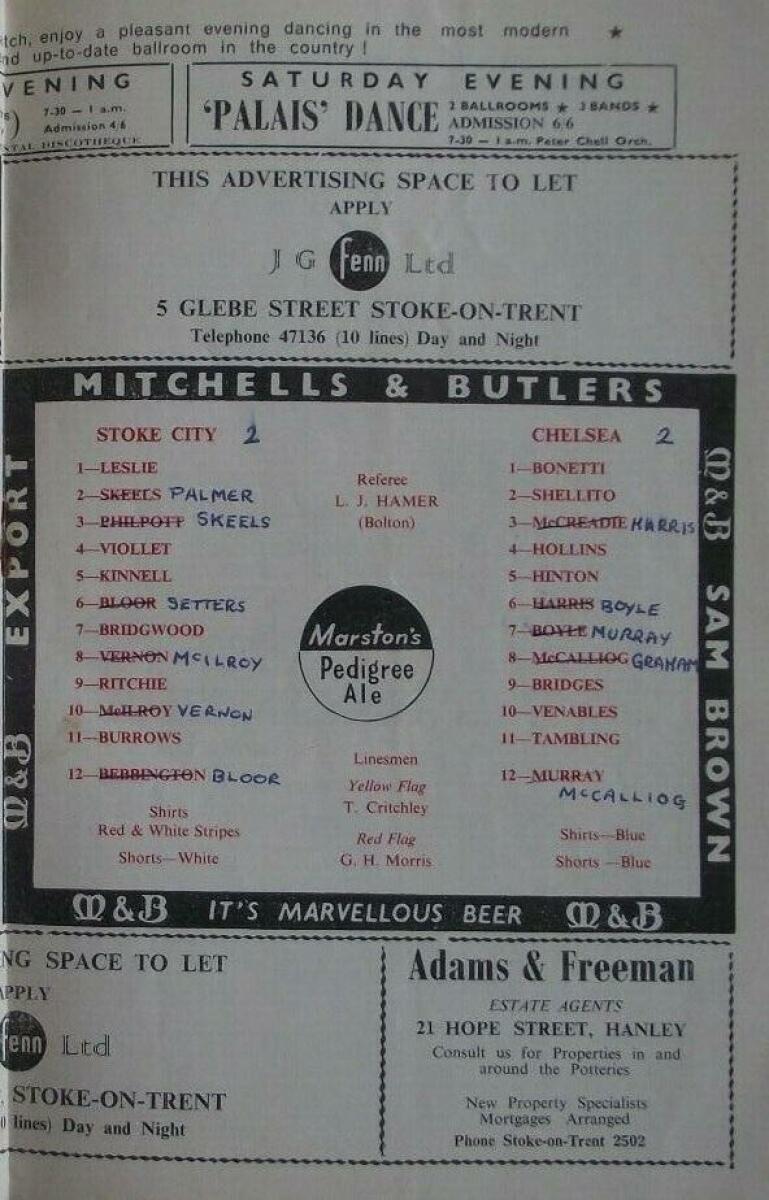 tch, enjoy a pleasant evening dancing in the most modern ★
nd up-to-date ballroom in the country !
VENING
7-30 — 1 a.m.
Admission 4/6
DISCOTHEQUE
SATURDAY EVENING
'PALAIS' DANCE
2 BALLROOMS ★ 3 BANDS ★
ADMISSION 6/6
7-30 — 1 a.m. Peter Chell Orch.
THIS ADVERTISING SPACE TO LET
APPLY
J G fenn Ltd
5 GLEBE STREET STOKE-ON-TRENT
Telephone 47136 (10 lines) Day and Night
MITCHELLS & BUTLERS
M&B EXPORT
STOKE CITY 2
1—LESLIE
2—SKEELS PALMER
3—PHILPOTT SKEELS
4—VIOLLET
5—KINNELL
6—BLOOR SETTERS
7—BRIDGWOOD
8—VERNON McILROY
9—RITCHIE
10—McILROY VERNON
11—BURROWS
12—BEBBINGTON BLOOR
Shirts
Red & White Stripes
Shorts—White
Referee
L. J. HAMER
(Bolton)
Marston's
Pedigree
Ale
Linesmen
Yellow Flag
T. Critchley
Red Flag
G. H. Morris
CHELSEA 2
1—BONETTI
2—SHELLITO
3—McCREADIE HARRIS
4—HOLLINS
5—HINTON
6—HARRIS BOYLE
7—BOYLE MURRAY
8—McCALLIOG GRAHAM
9—BRIDGES
10—VENABLES
11—TAMBLING
12—MURRAY
McCALLIOG
Shirts—Blue
Shorts—Blue
M&B SAM BROWN
M&B IT'S MARVELLOUS BEER M&B
NG SPACE TO LET
APPLY
fenn Ltd
STOKE-ON-TRENT
0 lines) Day and Night
Adams & Freeman
ESTATE AGENTS
21 HOPE STREET, HANLEY
Consult us for Properties in and
around the Potteries
New Property Specialists
Mortgages Arranged
Phone Stoke-on-Trent 2502